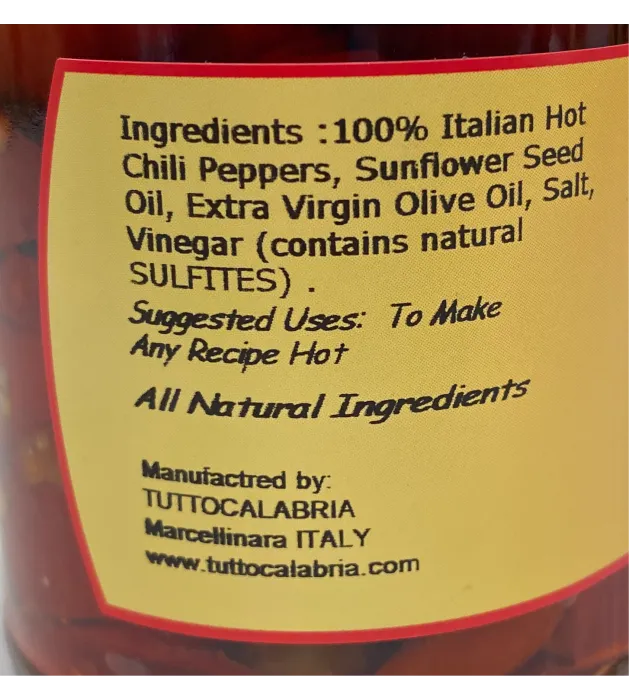 Ingredients :100% Italian Hot
Chili Peppers, Sunflower Seed
Oil, Extra Virgin Olive Oil, Salt,
Vinegar (contains natural
SULFITES) .
Suggested Uses: To Make
Any Recipe Hot
All Natural Ingredients
Manufactred by:
TUTTOCALABRIA
Marcellinara ITALY
www.tuttocalabria.com